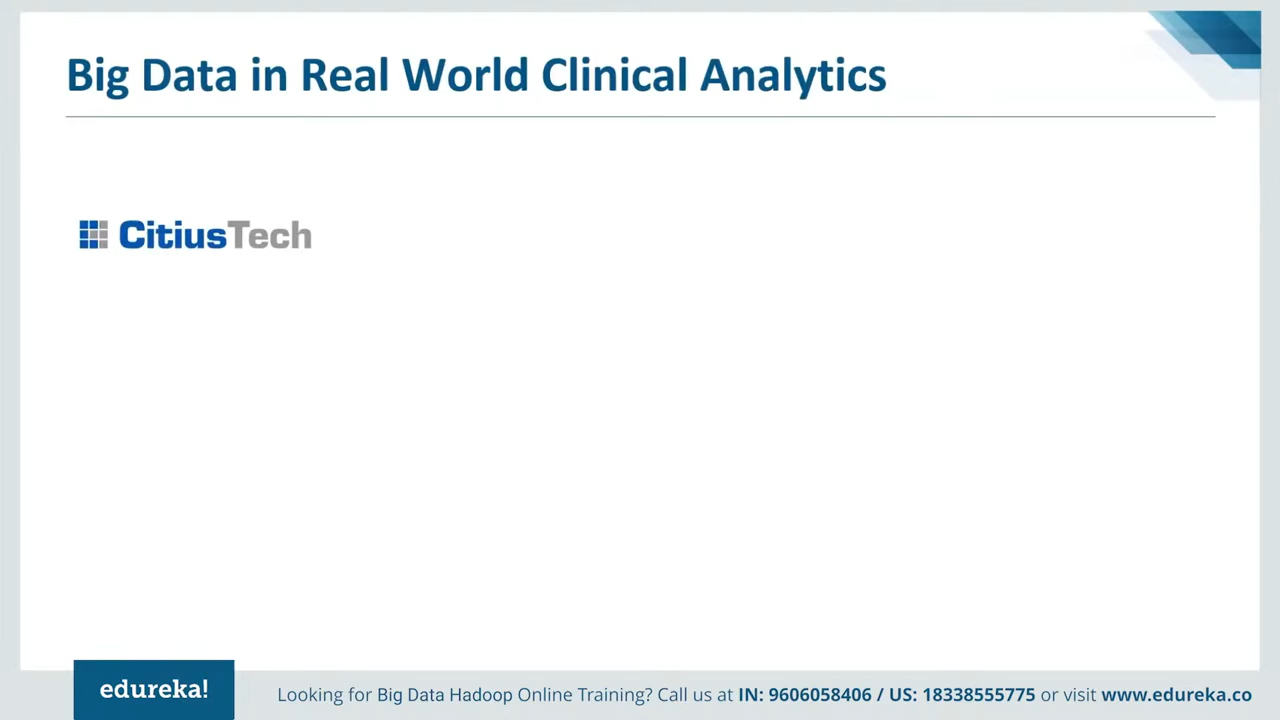 Big Data in Real World Clinical Analytics
CitiusTech
edureka!
Looking for Big Data Hadoop Online Training? Call us at IN: 9606058406 / US: 18338555775 or visit www.edureka.co